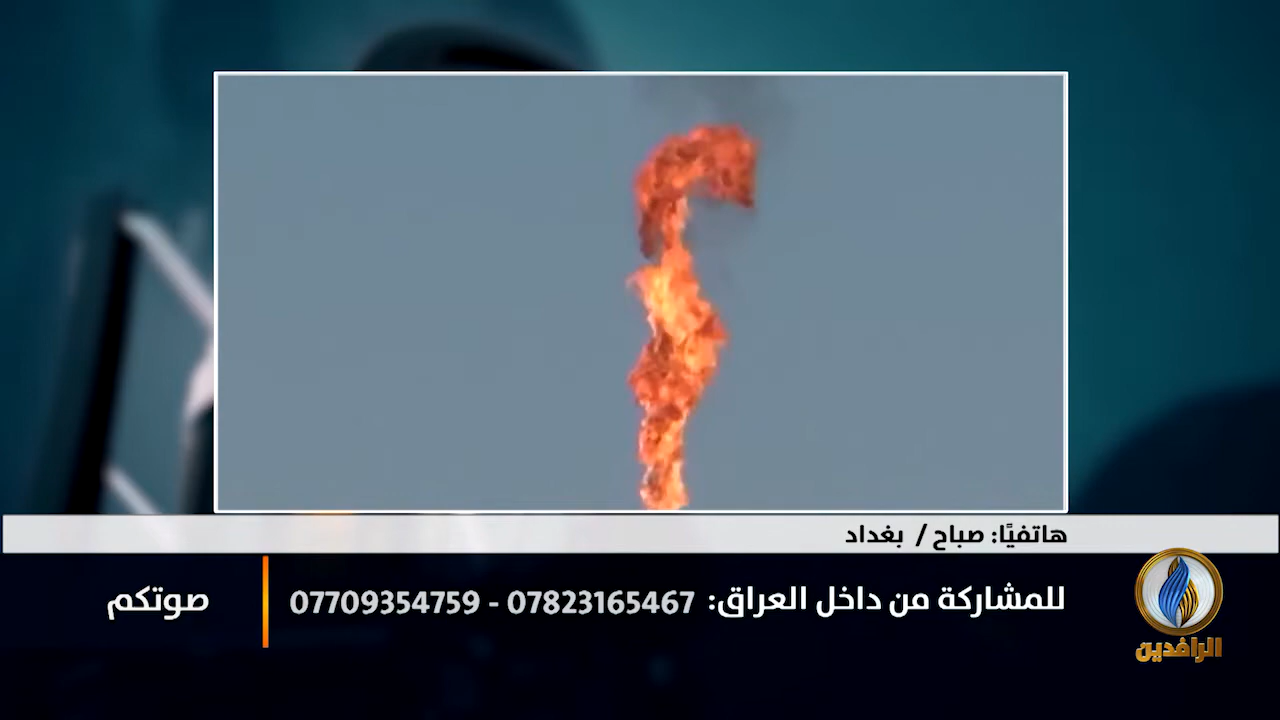 هاتفيًا: صباح / بغداد
للمشاركة من داخل العراق: 07823165467 - 07709354759
صوتكم
الرافدين